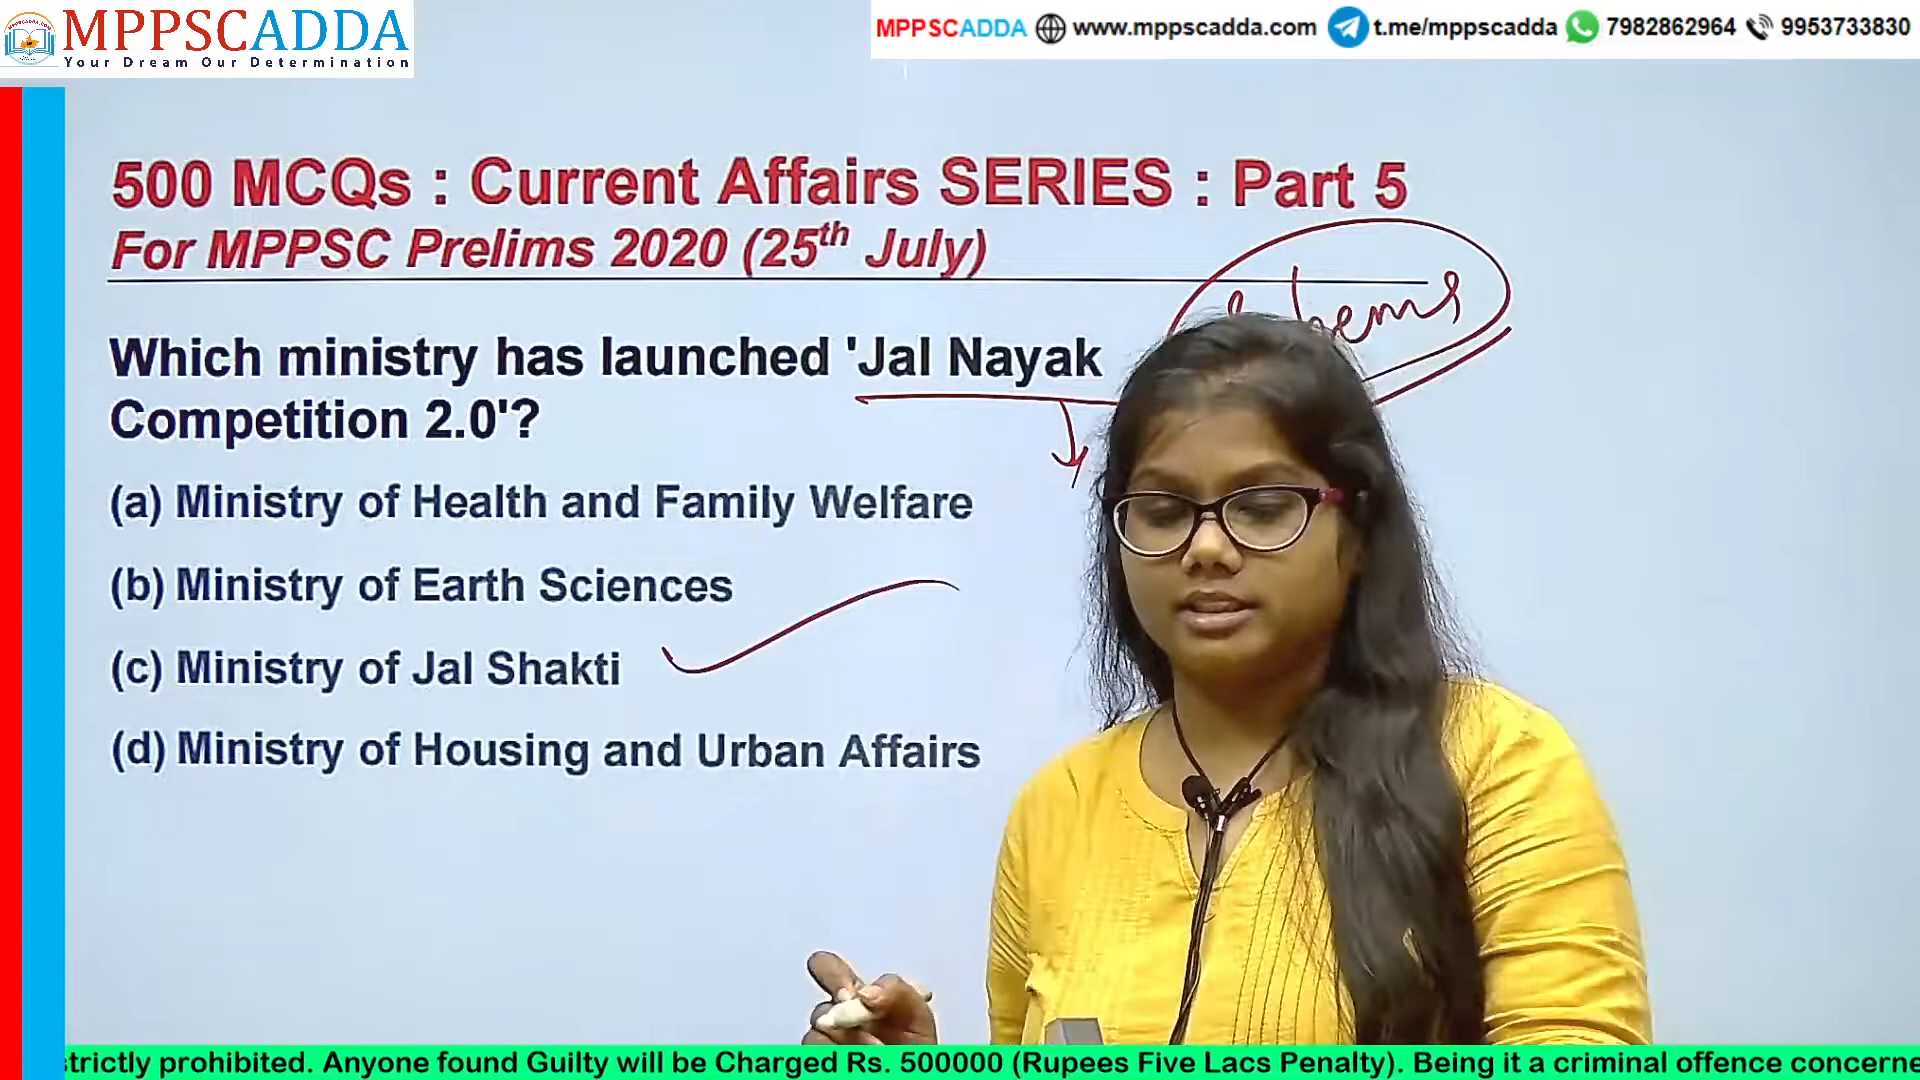 MPPSCADDA
Your Dream Our Determination
MPPSCADDA www.mppscadda.com t.me/mppscadda 7982862964 9953733830
500 MCQs : Current Affairs SERIES : Part 5
For MPPSC Prelims 2020 (25th July)
Which ministry has launched 'Jal Nayak
Competition 2.0'?
(a) Ministry of Health and Family Welfare
(b) Ministry of Earth Sciences
(c) Ministry of Jal Shakti
(d) Ministry of Housing and Urban Affairs
strictly prohibited. Anyone found Guilty will be Charged Rs. 500000 (Rupees Five Lacs Penalty). Being it a criminal offence concerne